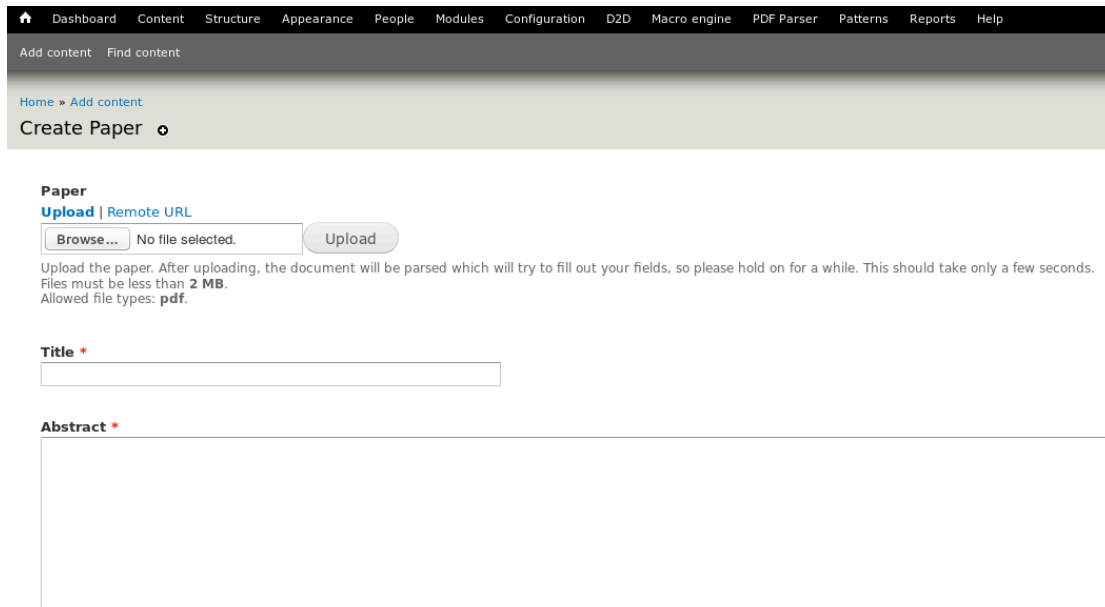 Dashboard Content Structure Appearance People Modules Configuration D2D Macro engine PDF Parser Patterns Reports Help
Add content Find content
Home » Add content
Create Paper
Paper
Upload | Remote URL
Browse... No file selected. Upload
Upload the paper. After uploading, the document will be parsed which will try to fill out your fields, so please hold on for a while. This should take only a few seconds.
Files must be less than 2 MB.
Allowed file types: pdf.
Title *
Abstract *